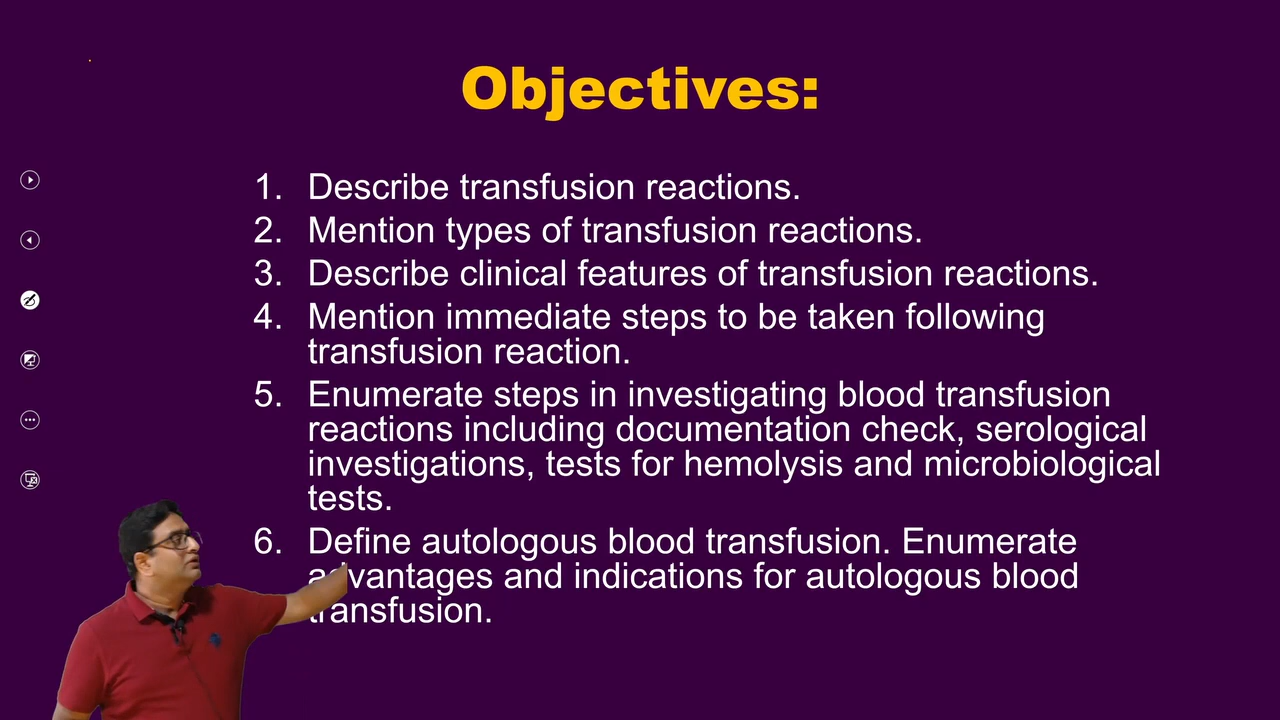 Objectives:
1. Describe transfusion reactions.
2. Mention types of transfusion reactions.
3. Describe clinical features of transfusion reactions.
4. Mention immediate steps to be taken following
transfusion reaction.
5. Enumerate steps in investigating blood transfusion
reactions including documentation check, serological
investigations, tests for hemolysis and microbiological
tests.
6. Define autologous blood transfusion. Enumerate
advantages and indications for autologous blood
transfusion.